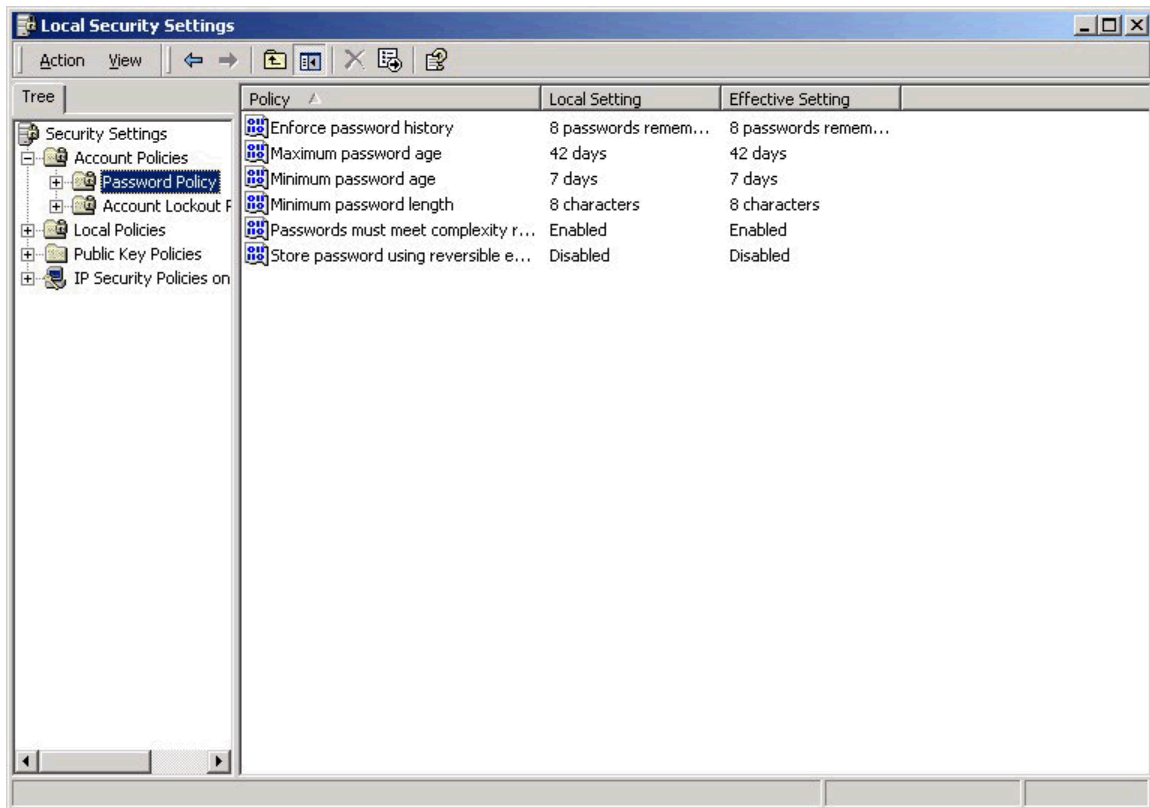 Local Security Settings
Action View
Tree
Security Settings
Account Policies
Password Policy
Account Lockout P
Local Policies
Public Key Policies
IP Security Policies on
Policy Local Setting Effective Setting
Enforce password history 8 passwords remem... 8 passwords remem...
Maximum password age 42 days 42 days
Minimum password age 7 days 7 days
Minimum password length 8 characters 8 characters
Passwords must meet complexity r... Enabled Enabled
Store password using reversible e... Disabled Disabled